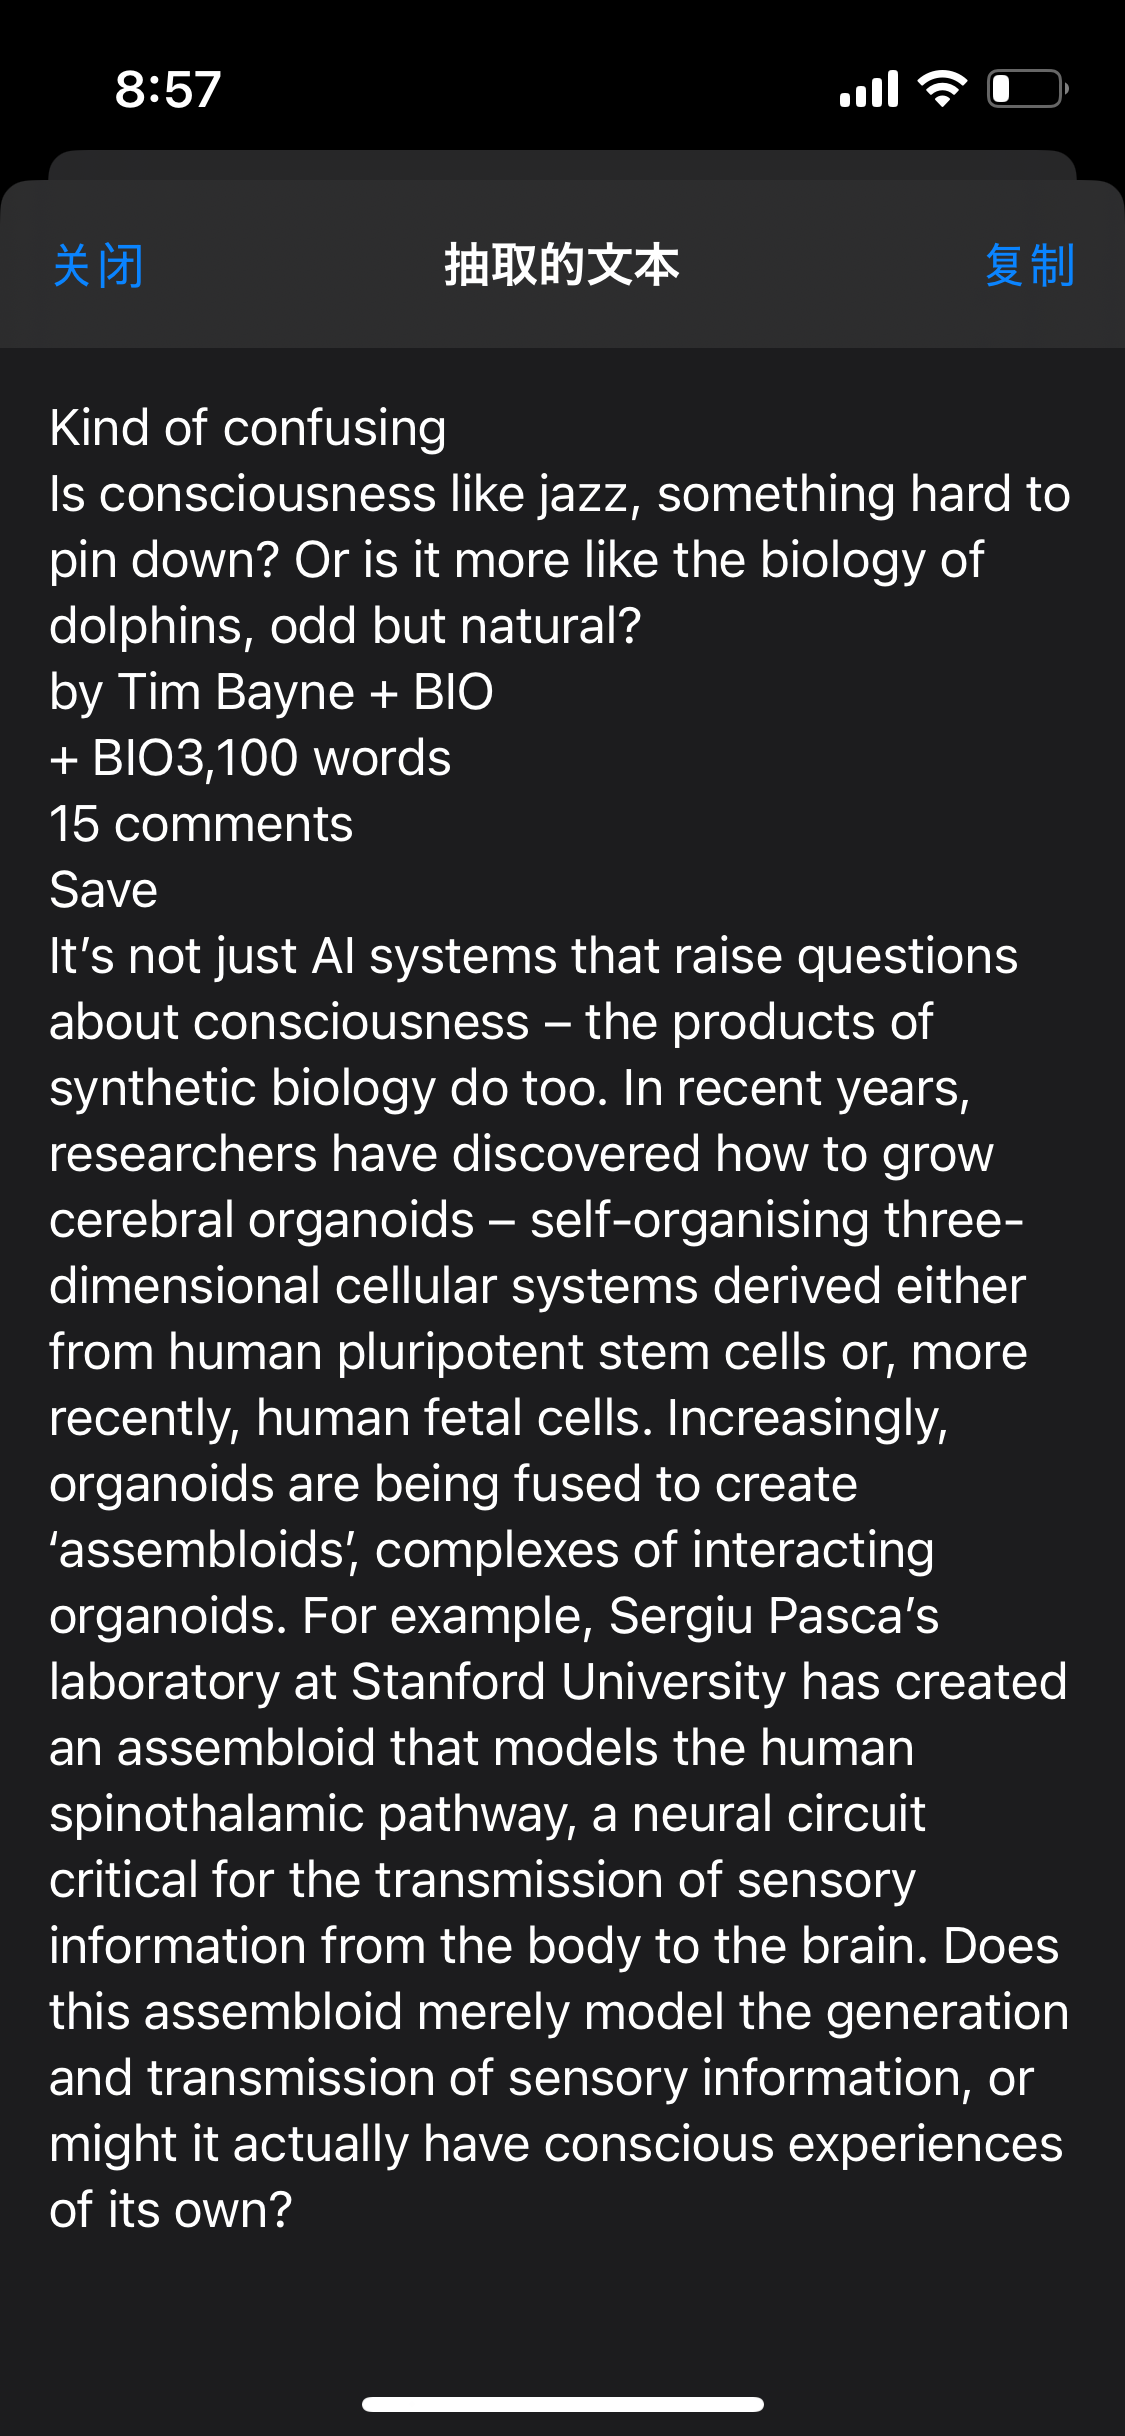 8:57
关闭
抽取的文本
复制
Kind of confusing
Is consciousness like jazz, something hard to
pin down? Or is it more like the biology of
dolphins, odd but natural?
by Tim Bayne + BIO
+ BIO3,100 words
15 comments
Save
It’s not just AI systems that raise questions
about consciousness – the products of
synthetic biology do too. In recent years,
researchers have discovered how to grow
cerebral organoids – self-organising three-
dimensional cellular systems derived either
from human pluripotent stem cells or, more
recently, human fetal cells. Increasingly,
organoids are being fused to create
‘assembloids’, complexes of interacting
organoids. For example, Sergiu Pasca’s
laboratory at Stanford University has created
an assembloid that models the human
spinothalamic pathway, a neural circuit
critical for the transmission of sensory
information from the body to the brain. Does
this assembloid merely model the generation
and transmission of sensory information, or
might it actually have conscious experiences
of its own?